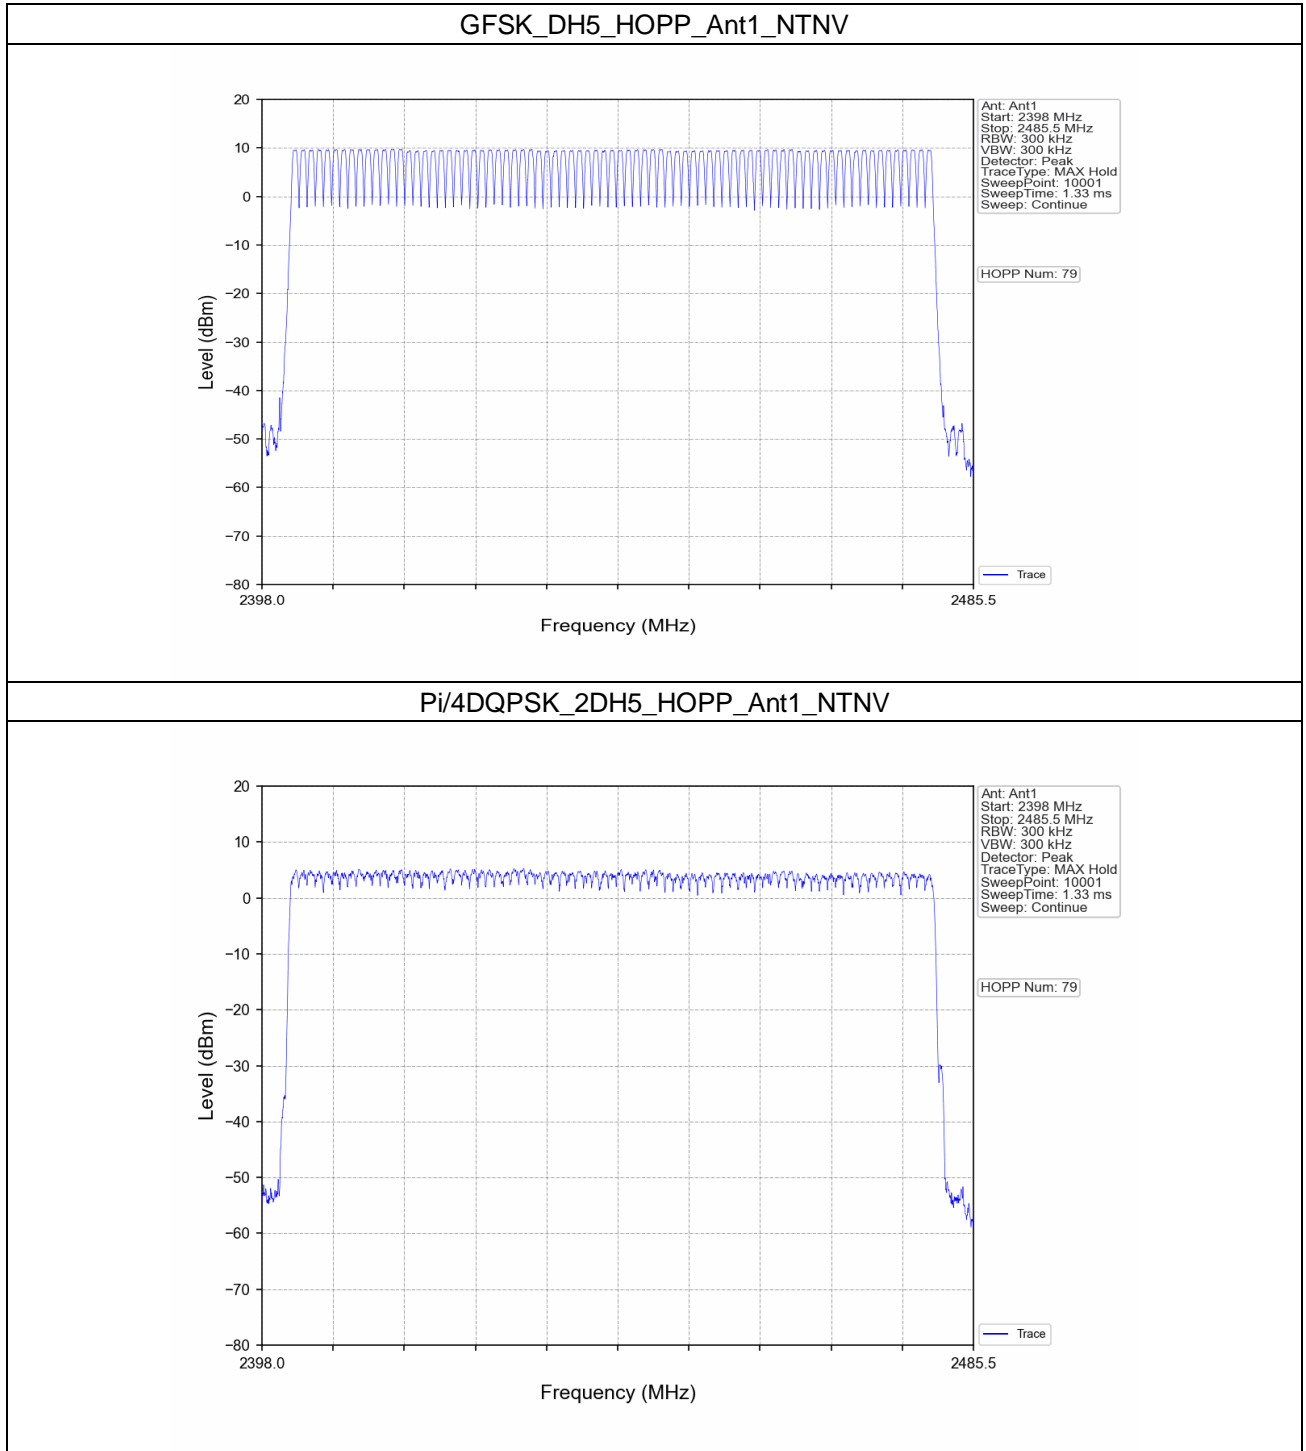 GFSK_DH5_HOPP_Ant1_NTNV
20
10
0
−10
−20
−30
−40
−50
−60
−70
−80
Level (dBm)
2398.0
2485.5
Frequency (MHz)
Ant: Ant1
Start: 2398 MHz
Stop: 2485.5 MHz
RBW: 300 kHz
VBW: 300 kHz
Detector: Peak
TraceType: MAX Hold
SweepPoint: 10001
SweepTime: 1.33 ms
Sweep: Continue
HOPP Num: 79
Trace
Pi/4DQPSK_2DH5_HOPP_Ant1_NTNV
20
10
0
−10
−20
−30
−40
−50
−60
−70
−80
Level (dBm)
2398.0
2485.5
Frequency (MHz)
Ant: Ant1
Start: 2398 MHz
Stop: 2485.5 MHz
RBW: 300 kHz
VBW: 300 kHz
Detector: Peak
TraceType: MAX Hold
SweepPoint: 10001
SweepTime: 1.33 ms
Sweep: Continue
HOPP Num: 79
Trace